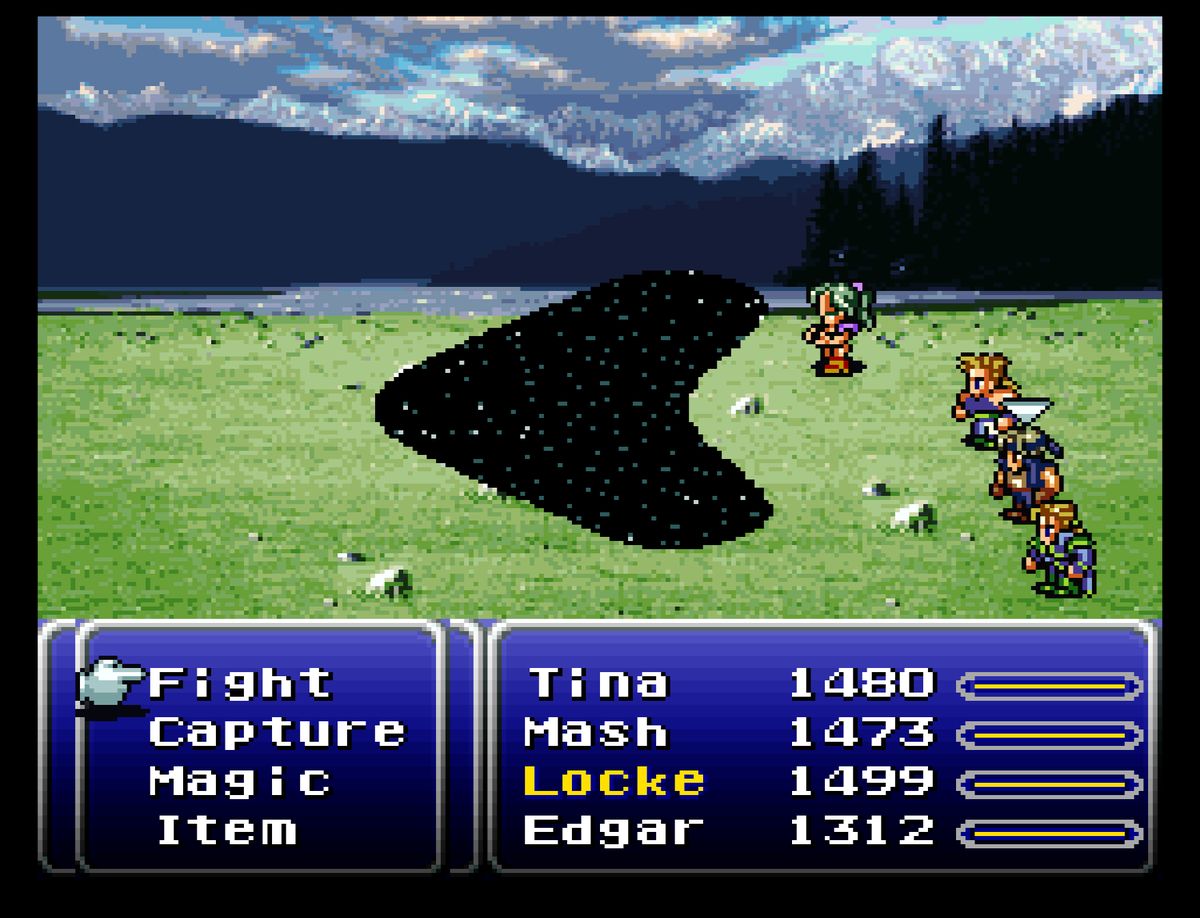 Fight
Capture
Magic
Item
Tina 1480
Mash 1473
Locke 1499
Edgar 1312